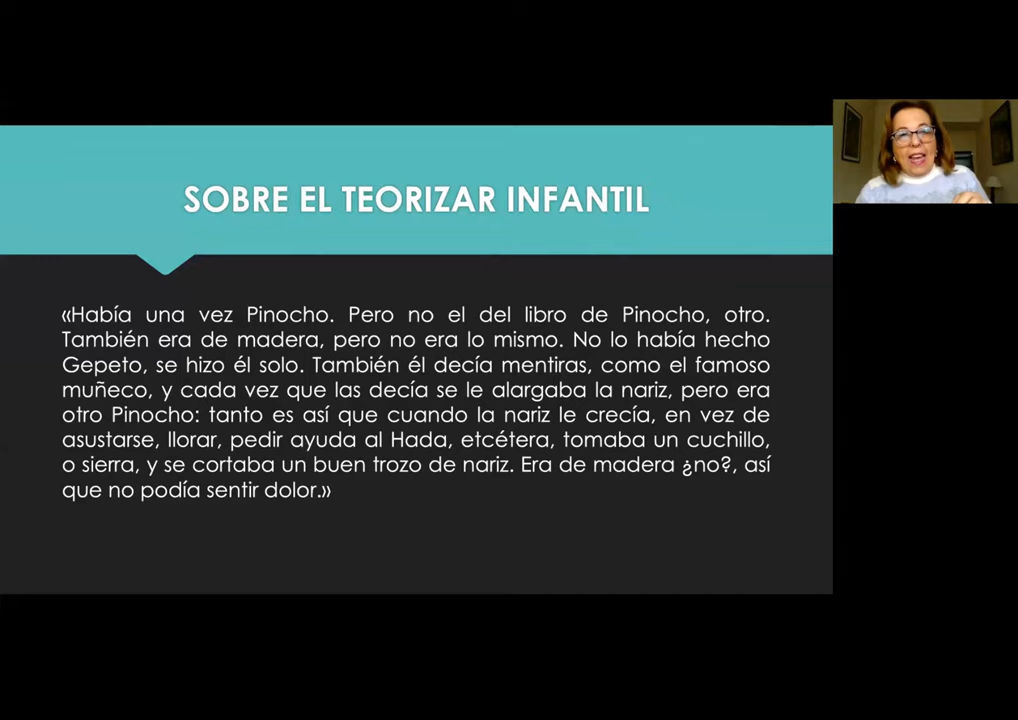 SOBRE EL TEORIZAR INFANTIL
«Había una vez Pinocho. Pero no el del libro de Pinocho, otro.
También era de madera, pero no era lo mismo. No lo había hecho
Gepeto, se hizo él solo. También él decía mentiras, como el famoso
muñeco, y cada vez que las decía se le alargaba la nariz, pero era
otro Pinocho: tanto es así que cuando la nariz le crecía, en vez de
asustarse, llorar, pedir ayuda al Hada, etcétera, tomaba un cuchillo,
o sierra, y se cortaba un buen trozo de nariz. Era de madera ¿no?, así
que no podía sentir dolor.»